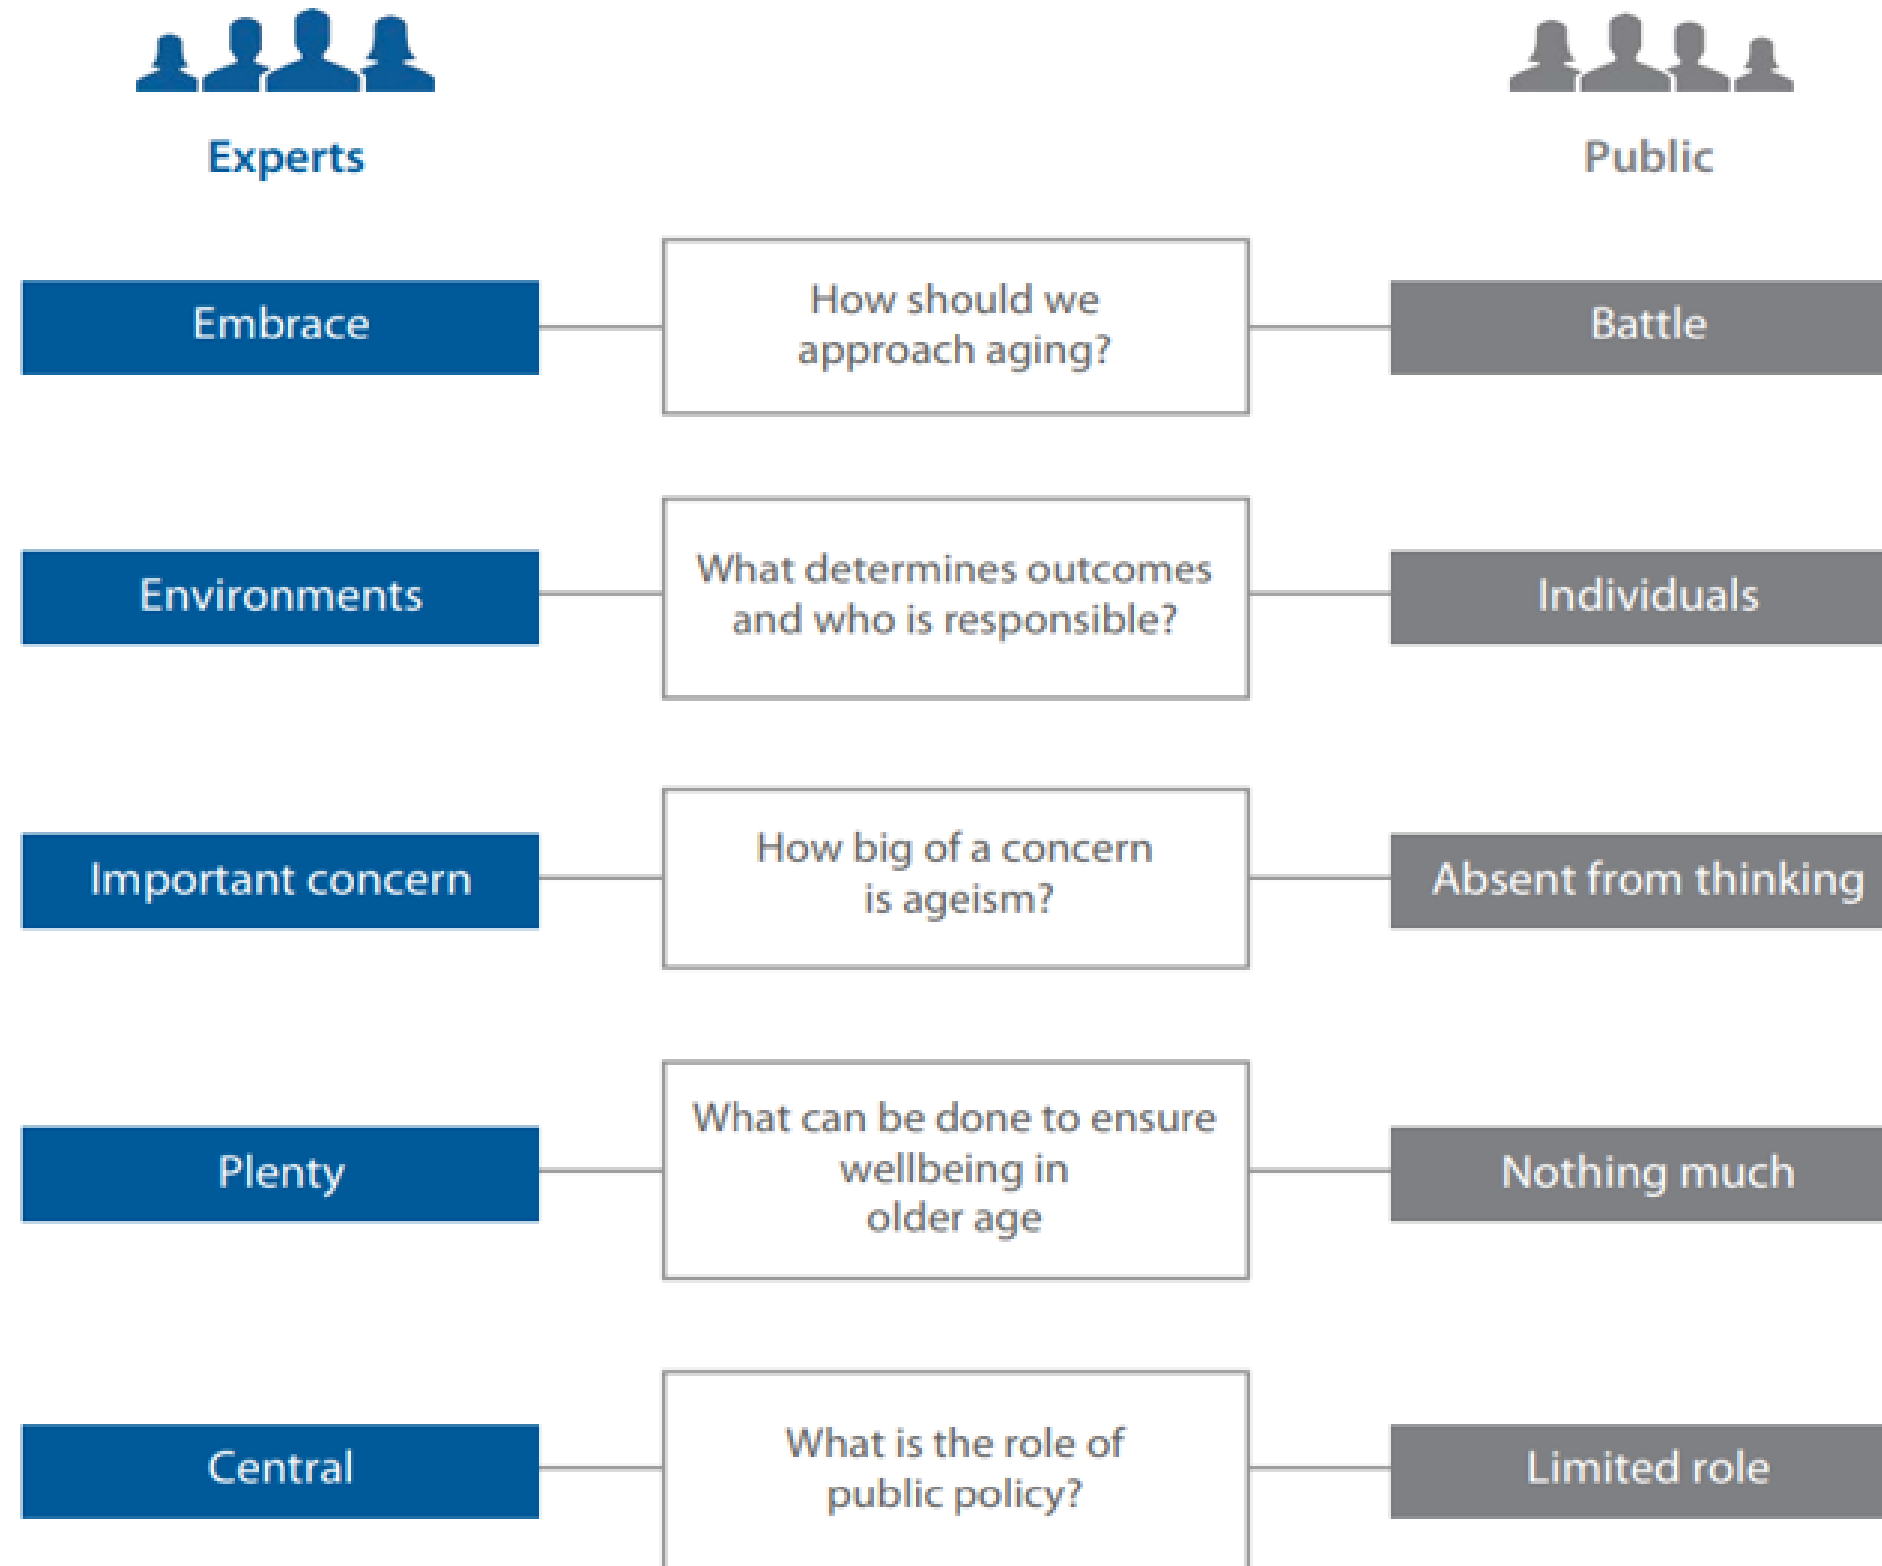 Experts
Public
Embrace
How should we
approach aging?
Battle
Environments
What determines outcomes
and who is responsible?
Individuals
Important concern
How big of a concern
is ageism?
Absent from thinking
Plenty
What can be done to ensure
wellbeing in
older age
Nothing much
Central
What is the role of
public policy?
Limited role